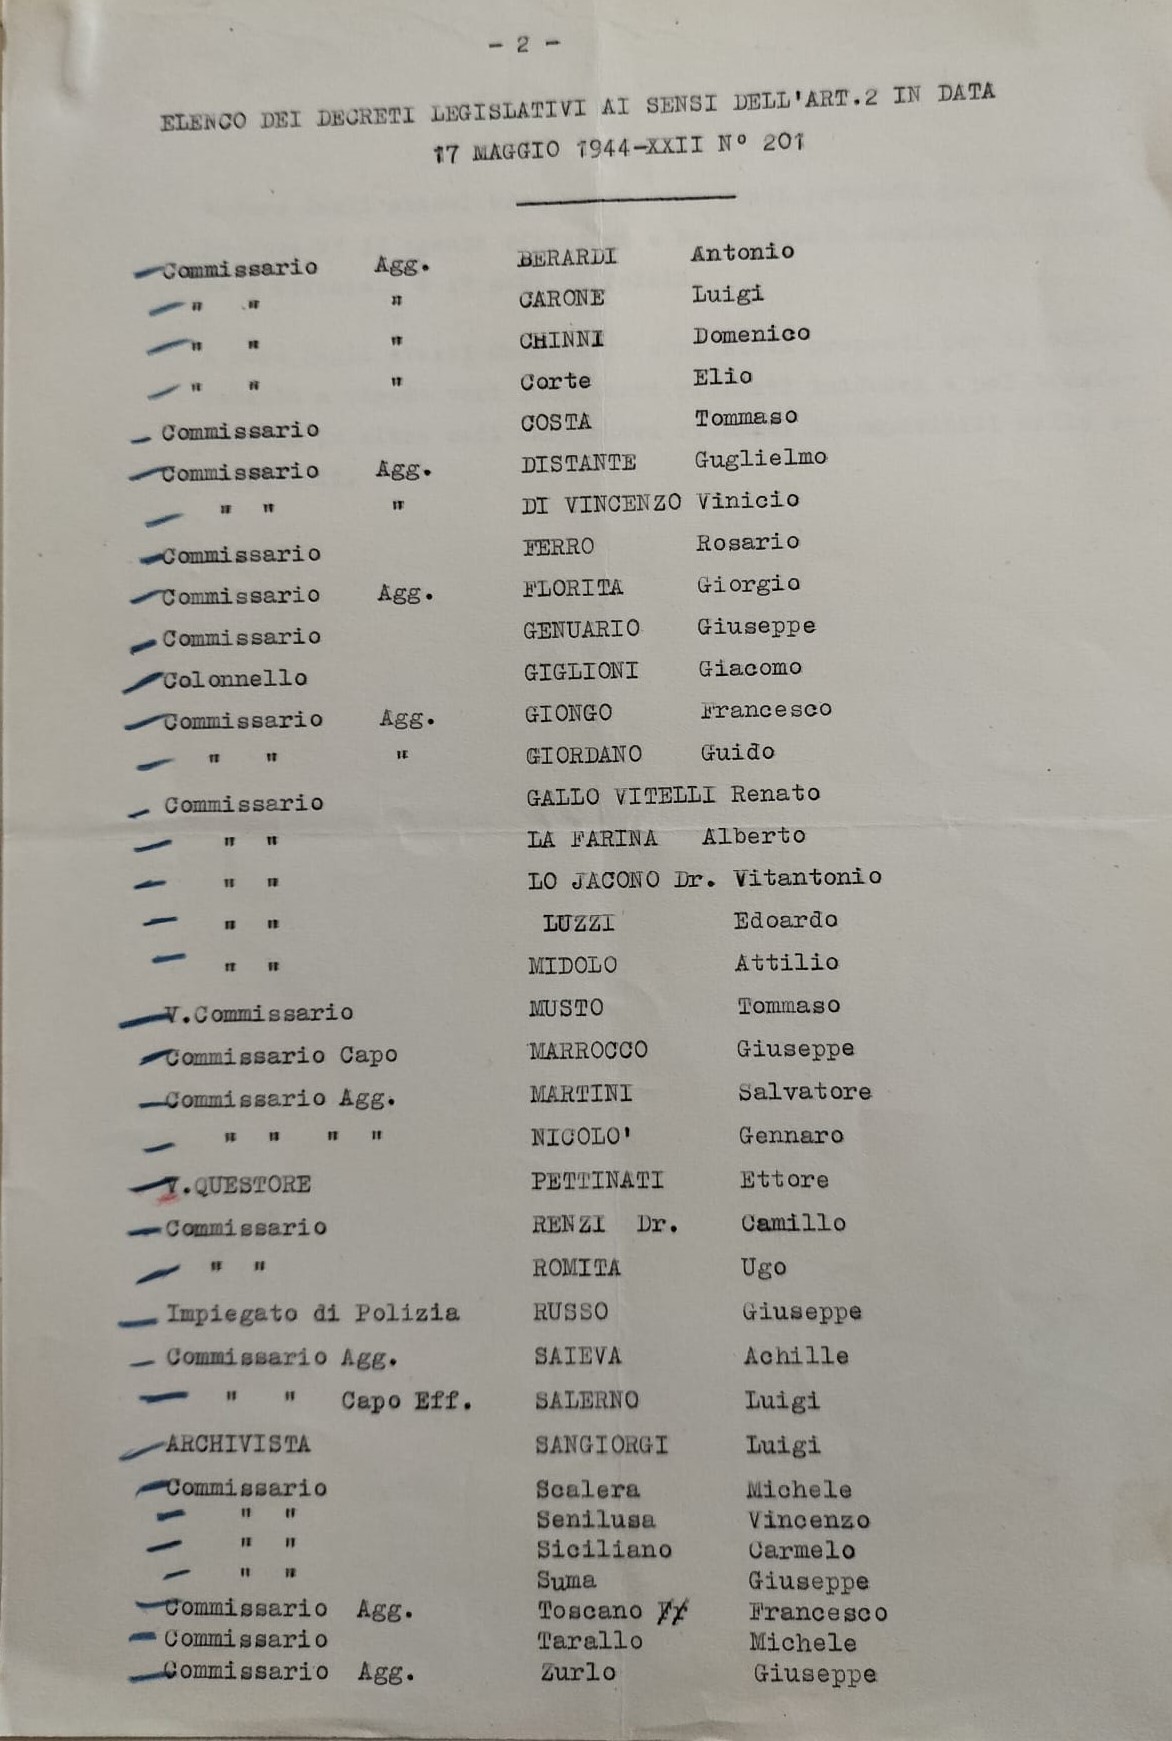 - 2 -
ELENCO DEI DECRETI LEGISLATIVI AI SENSI DELL'ART.2 IN DATA
17 MAGGIO 1944-XXII N° 201
Commissario Agg. BERARDI Antonio
" " " CARONE Luigi
" " " CHINNI Domenico
" " " Corte Elio
Commissario COSTA Tommaso
Commissario Agg. DISTANTE Guglielmo
" " " DI VINCENZO Vinicio
Commissario FERRO Rosario
Commissario Agg. FLORITA Giorgio
Commissario GENUARIO Giuseppe
Colonnello GIGLIONI Giacomo
Commissario Agg. GIONGO Francesco
" " " GIORDANO Guido
Commissario GALLO VITELLI Renato
" " LA FARINA Alberto
" " LO JACONO Dr. Vitantonio
" " LUZZI Edoardo
" " MIDOLO Attilio
V.Commissario MUSTO Tommaso
Commissario Capo MARROCCO Giuseppe
Commissario Agg. MARTINI Salvatore
" " " " NICOLO' Gennaro
V.QUESTORE PETTINATI Ettore
Commissario RENZI Dr. Camillo
" " ROMITA Ugo
Impiegato di Polizia RUSSO Giuseppe
Commissario Agg. SAIEVA Achille
" " Capo Eff. SALERNO Luigi
ARCHIVISTA SANGIORGI Luigi
Commissario Scalera Michele
" " Senilusa Vincenzo
" " Siciliano Carmelo
" " Suma Giuseppe
Commissario Agg. Toscano Francesco
Commissario Tarallo Michele
Commissario Agg. Zurlo Giuseppe